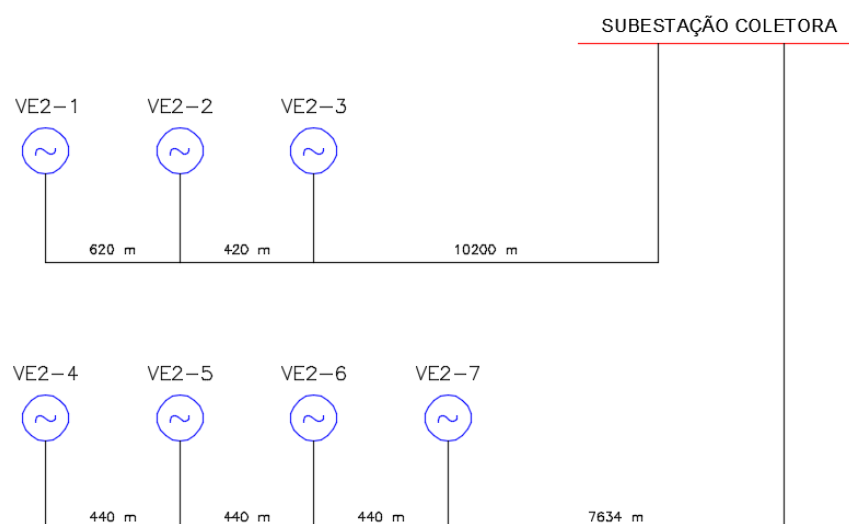 SUBESTAÇÃO COLETORA
VE2-1 VE2-2 VE2-3
620 m 420 m 10200 m
VE2-4 VE2-5 VE2-6 VE2-7
440 m 440 m 440 m 7634 m